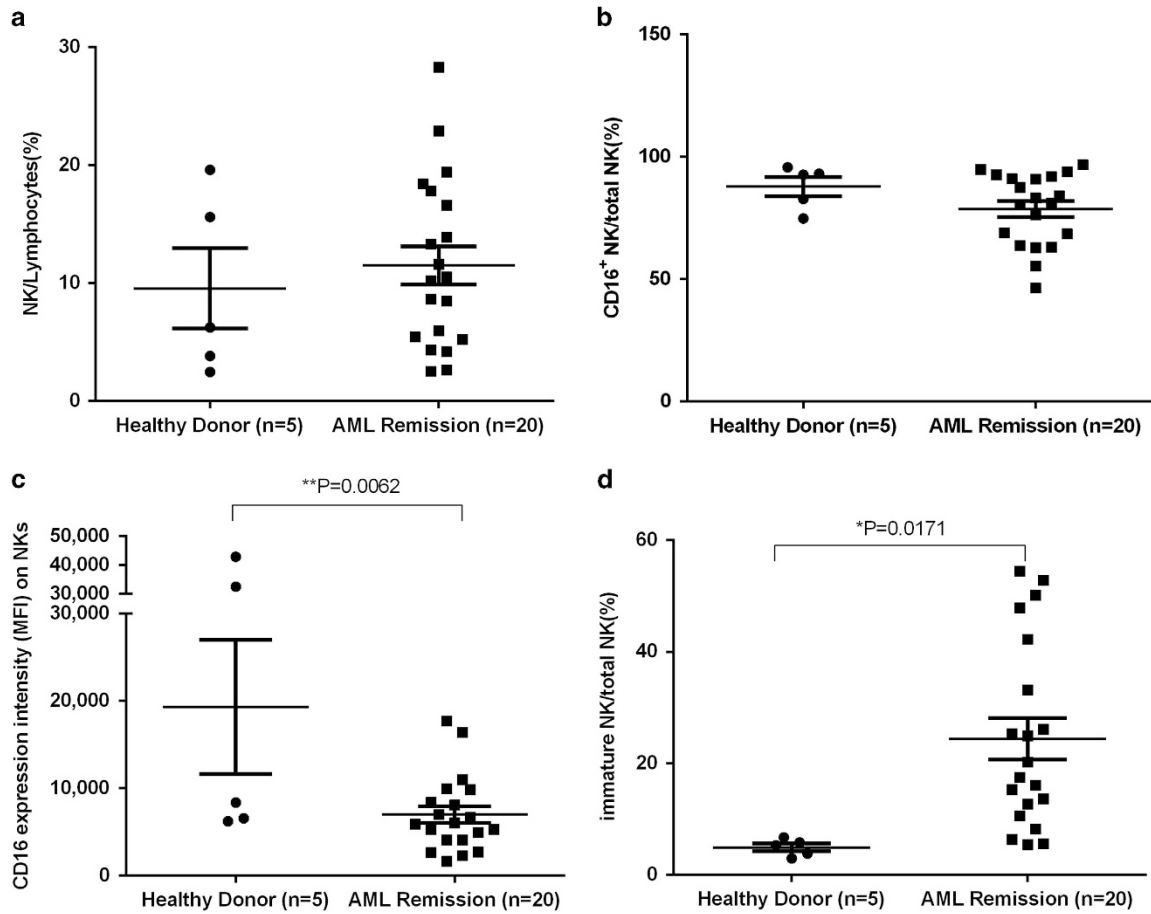 a
NK/Lymphocytes(%)
30
20
10
0
Healthy Donor (n=5)
AML Remission (n=20)
b
CD16+ NK/total NK(%)
150
100
50
0
Healthy Donor (n=5)
AML Remission (n=20)
c
**P=0.0062
CD16 expression intensity (MFI) on NKs
50,000
40,000
30,000
30,000
20,000
10,000
0
Healthy Donor (n=5)
AML Remission (n=20)
d
*P=0.0171
immature NK/total NK(%)
60
40
20
0
Healthy Donor (n=5)
AML Remission (n=20)